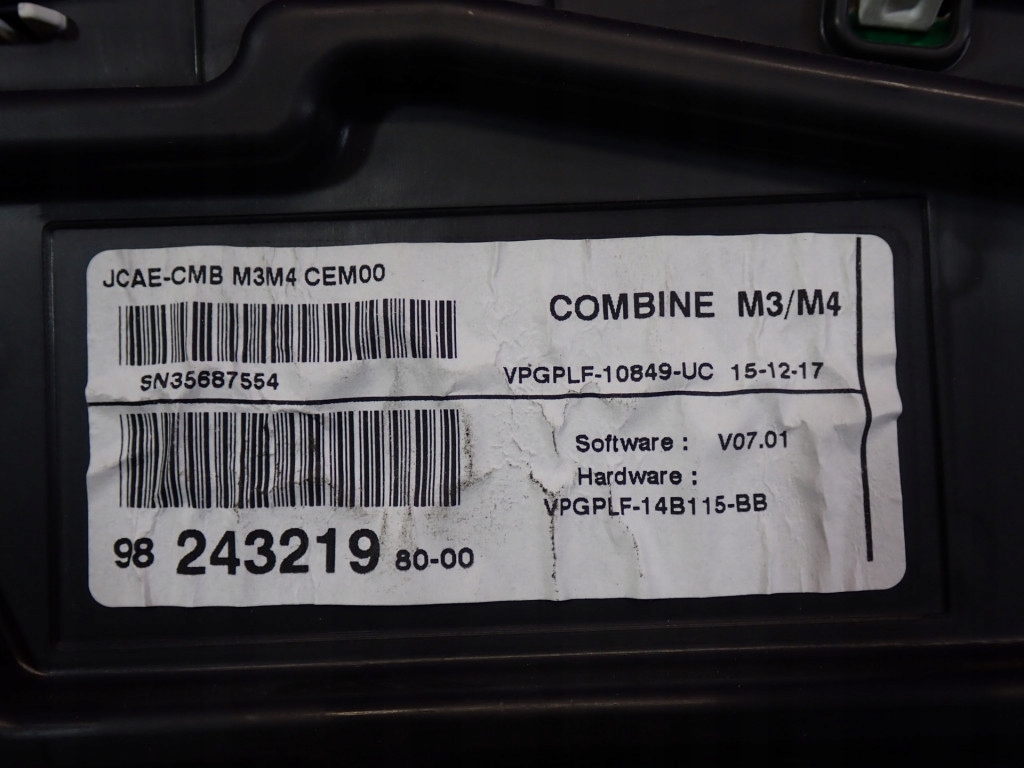 JCAE-CMB M3M4 CEM00
COMBINE M3/M4
SN35687554
VPGPLF-10849-UC 15-12-17
Software : V07.01
Hardware :
VPGPLF-14B115-BB
98 243219 80-00